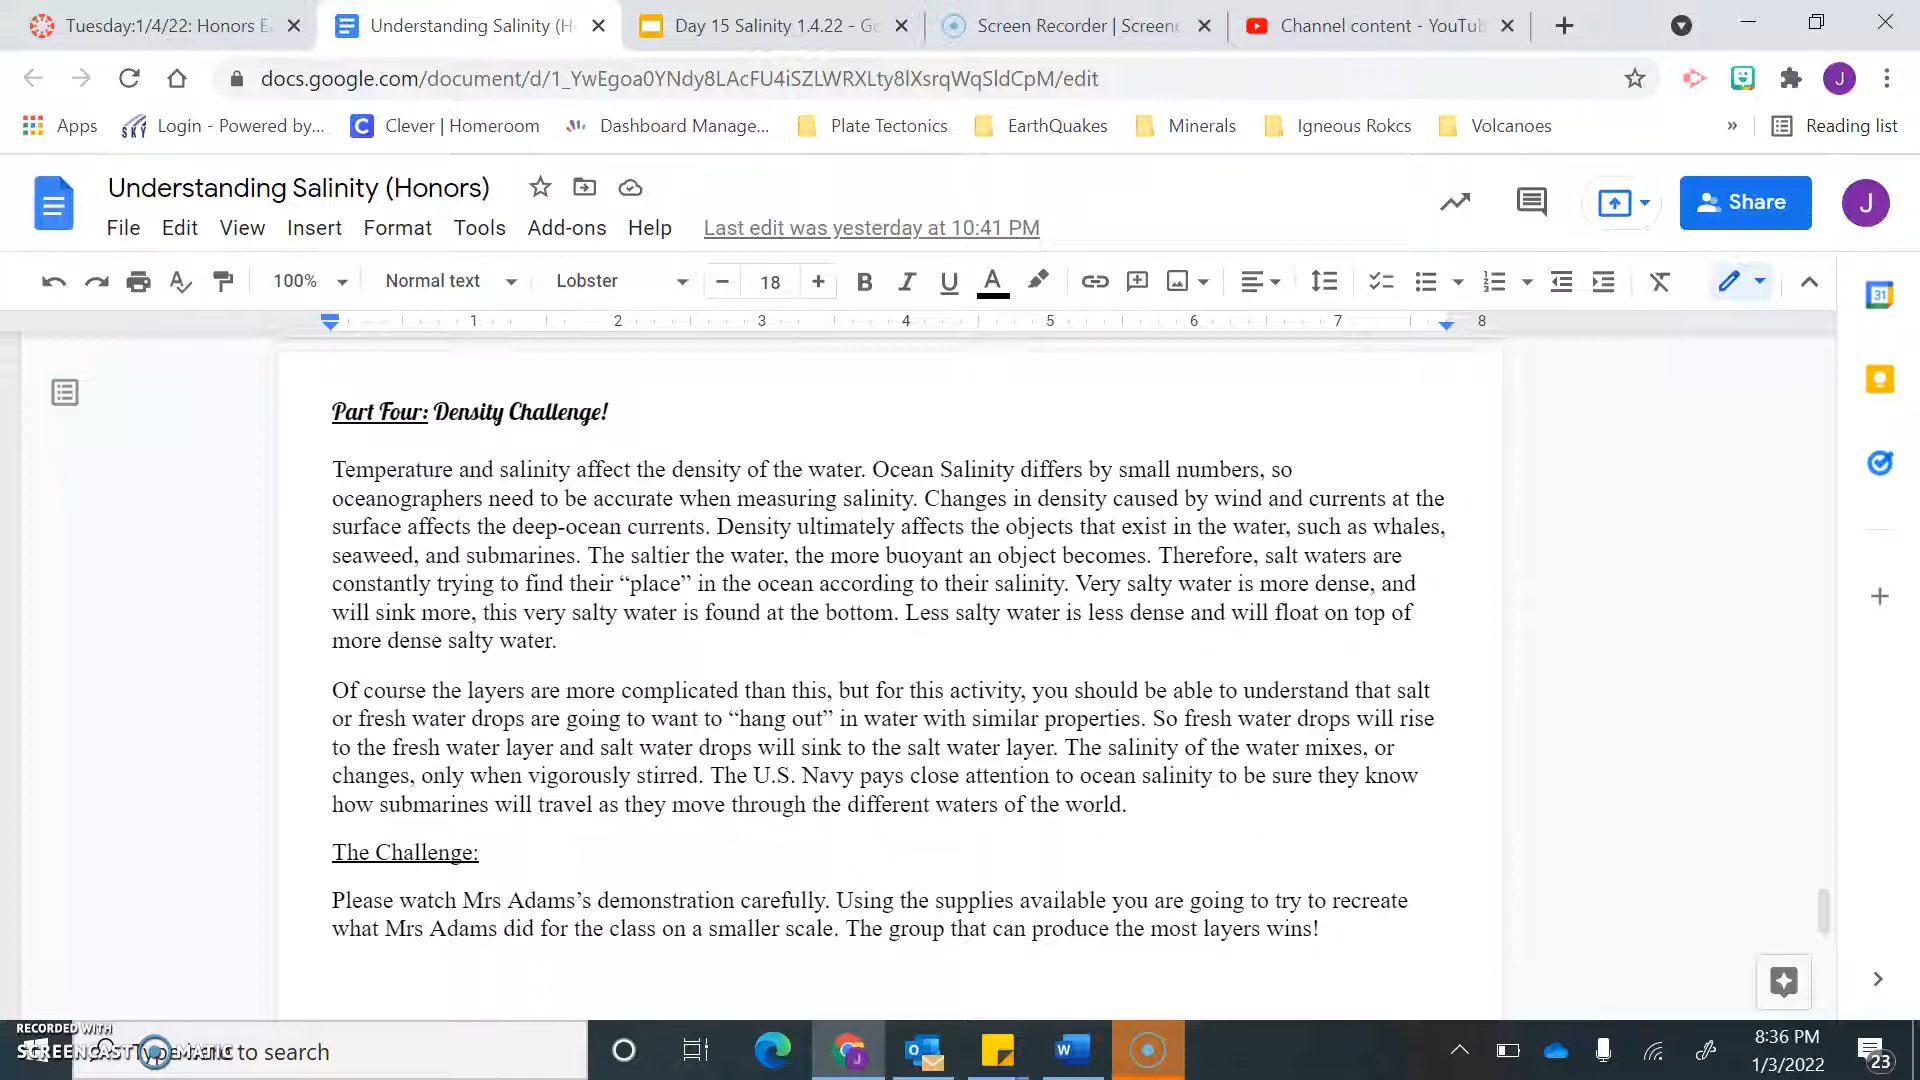 Tuesday:1/4/22: Honors Ea
Understanding Salinity (H
Day 15 Salinity 1.4.22 - Go
Screen Recorder | Screenc
Channel content - YouTub
docs.google.com/document/d/1_YwEgoa0YNdy8LAcFU4iSZLWRXLty8lXsrqWqSldCpM/edit
J
Apps
SKY
Login - Powered by...
C
Clever | Homeroom
Dashboard Manage...
Plate Tectonics
EarthQuakes
Minerals
Igneous Rokcs
Volcanoes
»
Reading list
Understanding Salinity (Honors)
Share
J
File Edit View Insert Format Tools Add-ons Help
Last edit was yesterday at 10:41 PM
100% Normal text Lobster − 18 + B I U A
31
1 2 3 4 5 6 7 8
Part Four: Density Challenge!
Temperature and salinity affect the density of the water. Ocean Salinity differs by small numbers, so
oceanographers need to be accurate when measuring salinity. Changes in density caused by wind and currents at the
surface affects the deep-ocean currents. Density ultimately affects the objects that exist in the water, such as whales,
seaweed, and submarines. The saltier the water, the more buoyant an object becomes. Therefore, salt waters are
constantly trying to find their “place” in the ocean according to their salinity. Very salty water is more dense, and
will sink more, this very salty water is found at the bottom. Less salty water is less dense and will float on top of
more dense salty water.
Of course the layers are more complicated than this, but for this activity, you should be able to understand that salt
or fresh water drops are going to want to “hang out” in water with similar properties. So fresh water drops will rise
to the fresh water layer and salt water drops will sink to the salt water layer. The salinity of the water mixes, or
changes, only when vigorously stirred. The U.S. Navy pays close attention to ocean salinity to be sure they know
how submarines will travel as they move through the different waters of the world.
The Challenge:
Please watch Mrs Adams’s demonstration carefully. Using the supplies available you are going to try to recreate
what Mrs Adams did for the class on a smaller scale. The group that can produce the most layers wins!
RECORDED WITH
SCREENCAST MATIC
Type here to search
8:36 PM
1/3/2022
23